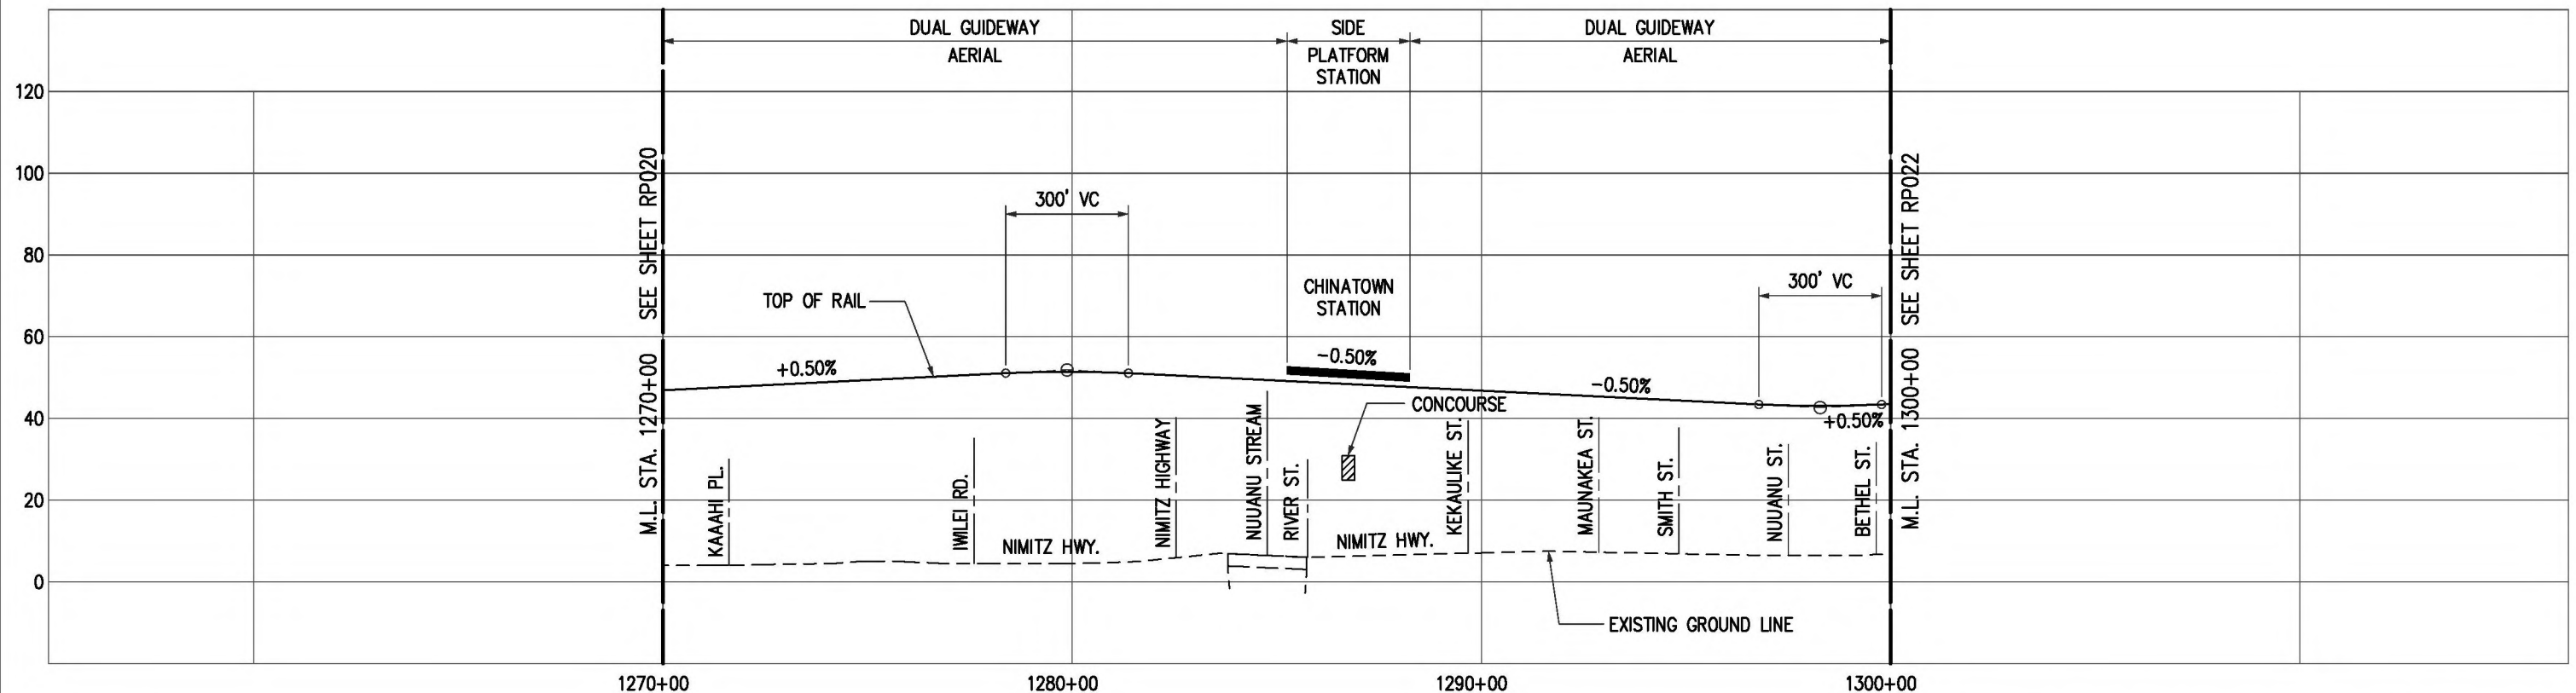 DUAL GUIDEWAY
AERIAL
SIDE
PLATFORM
STATION
DUAL GUIDEWAY
AERIAL
120
100
80
60
40
20
0
M.L. STA. 1270+00 SEE SHEET RP020
300' VC
TOP OF RAIL
+0.50%
CHINATOWN
STATION
-0.50%
CONCOURSE
-0.50%
300' VC
+0.50%
M.L. STA. 1300+00 SEE SHEET RP022
KAAAHI PL.
IWILEI RD.
NIMITZ HWY.
NIMITZ HIGHWAY
NUUANU STREAM
RIVER ST.
NIMITZ HWY.
KEKAULIKE ST.
MAUNAKEA ST.
SMITH ST.
NUUANU ST.
BETHEL ST.
EXISTING GROUND LINE
1270+00
1280+00
1290+00
1300+00